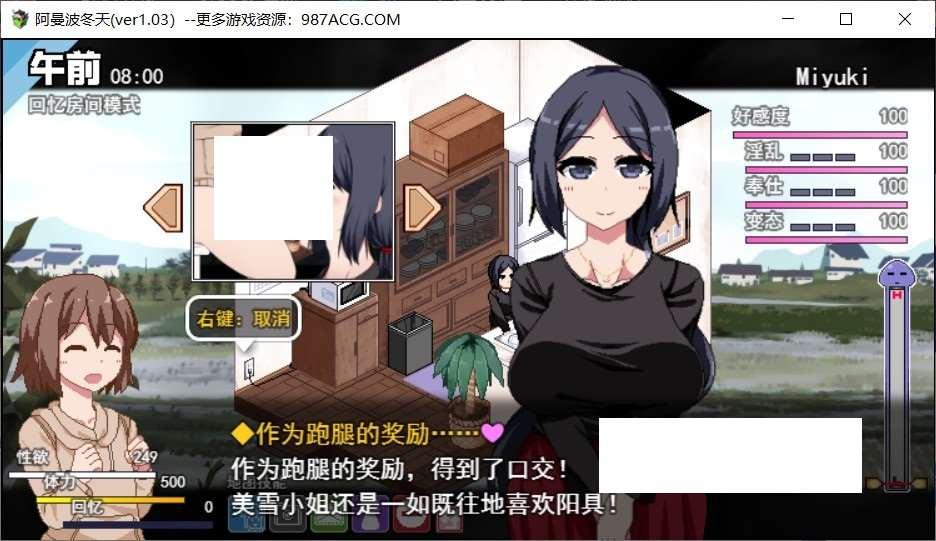 阿曼波冬天(ver1.03) --更多游戏资源：987ACG.COM
午前 08:00
Miyuki
回忆房间模式
好感度 100
淫乱 100
奉仕 100
变态 100
H
右键：取消
◆作为跑腿的奖励……
作为跑腿的奖励，得到了口交！
美雪小姐还是一如既往地喜欢阳具！
性欲 249
体力 500
回忆 0